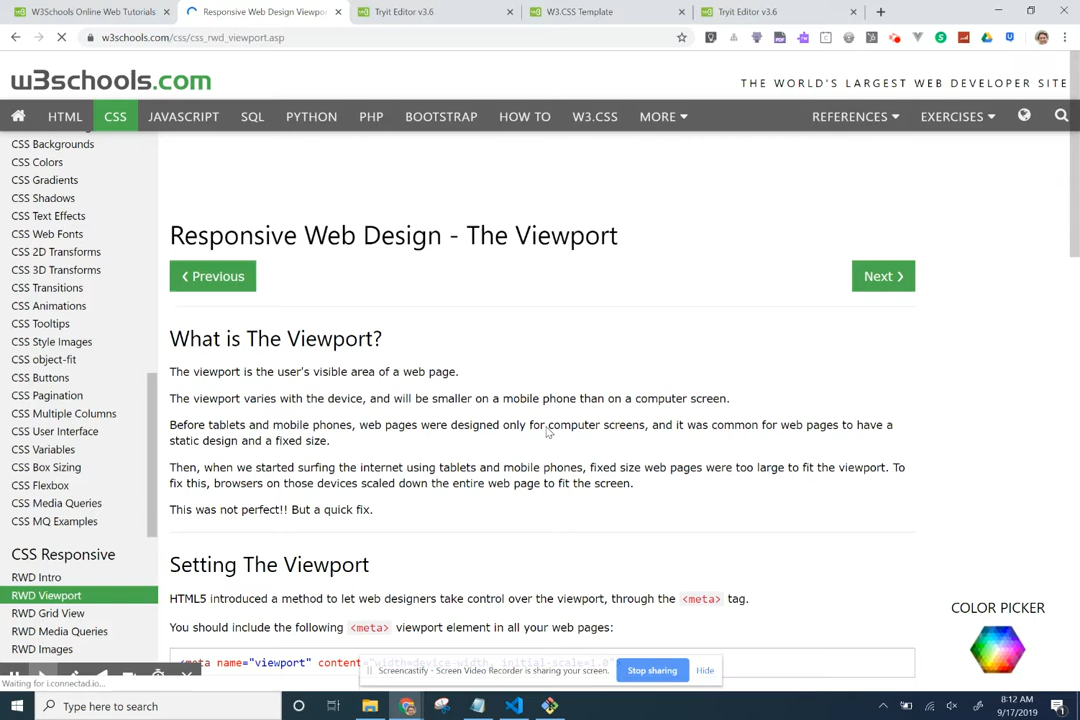 W3Schools Online Web Tutorials
Responsive Web Design Viewpor
Tryit Editor v3.6
W3.CSS Template
Tryit Editor v3.6
w3schools.com/css/css_rwd_viewport.asp
w3schools.com
THE WORLD'S LARGEST WEB DEVELOPER SITE
HTML CSS JAVASCRIPT SQL PYTHON PHP BOOTSTRAP HOW TO W3.CSS MORE REFERENCES EXERCISES
CSS Backgrounds
CSS Colors
CSS Gradients
CSS Shadows
CSS Text Effects
CSS Web Fonts
CSS 2D Transforms
CSS 3D Transforms
CSS Transitions
CSS Animations
CSS Tooltips
CSS Style Images
CSS object-fit
CSS Buttons
CSS Pagination
CSS Multiple Columns
CSS User Interface
CSS Variables
CSS Box Sizing
CSS Flexbox
CSS Media Queries
CSS MQ Examples
CSS Responsive
RWD Intro
RWD Viewport
RWD Grid View
RWD Media Queries
RWD Images
Responsive Web Design - The Viewport
❮ Previous
Next ❯
What is The Viewport?
The viewport is the user's visible area of a web page.
The viewport varies with the device, and will be smaller on a mobile phone than on a computer screen.
Before tablets and mobile phones, web pages were designed only for computer screens, and it was common for web pages to have a
static design and a fixed size.
Then, when we started surfing the internet using tablets and mobile phones, fixed size web pages were too large to fit the viewport. To
fix this, browsers on those devices scaled down the entire web page to fit the screen.
This was not perfect!! But a quick fix.
Setting The Viewport
HTML5 introduced a method to let web designers take control over the viewport, through the <meta> tag.
You should include the following <meta> viewport element in all your web pages:
<meta name="viewport" content="width=device-width, initial-scale=1.0"
COLOR PICKER
Screencastify - Screen Video Recorder is sharing your screen.
Stop sharing
Hide
Waiting for i.connectad.io...
Type here to search
8:12 AM
9/17/2019
1